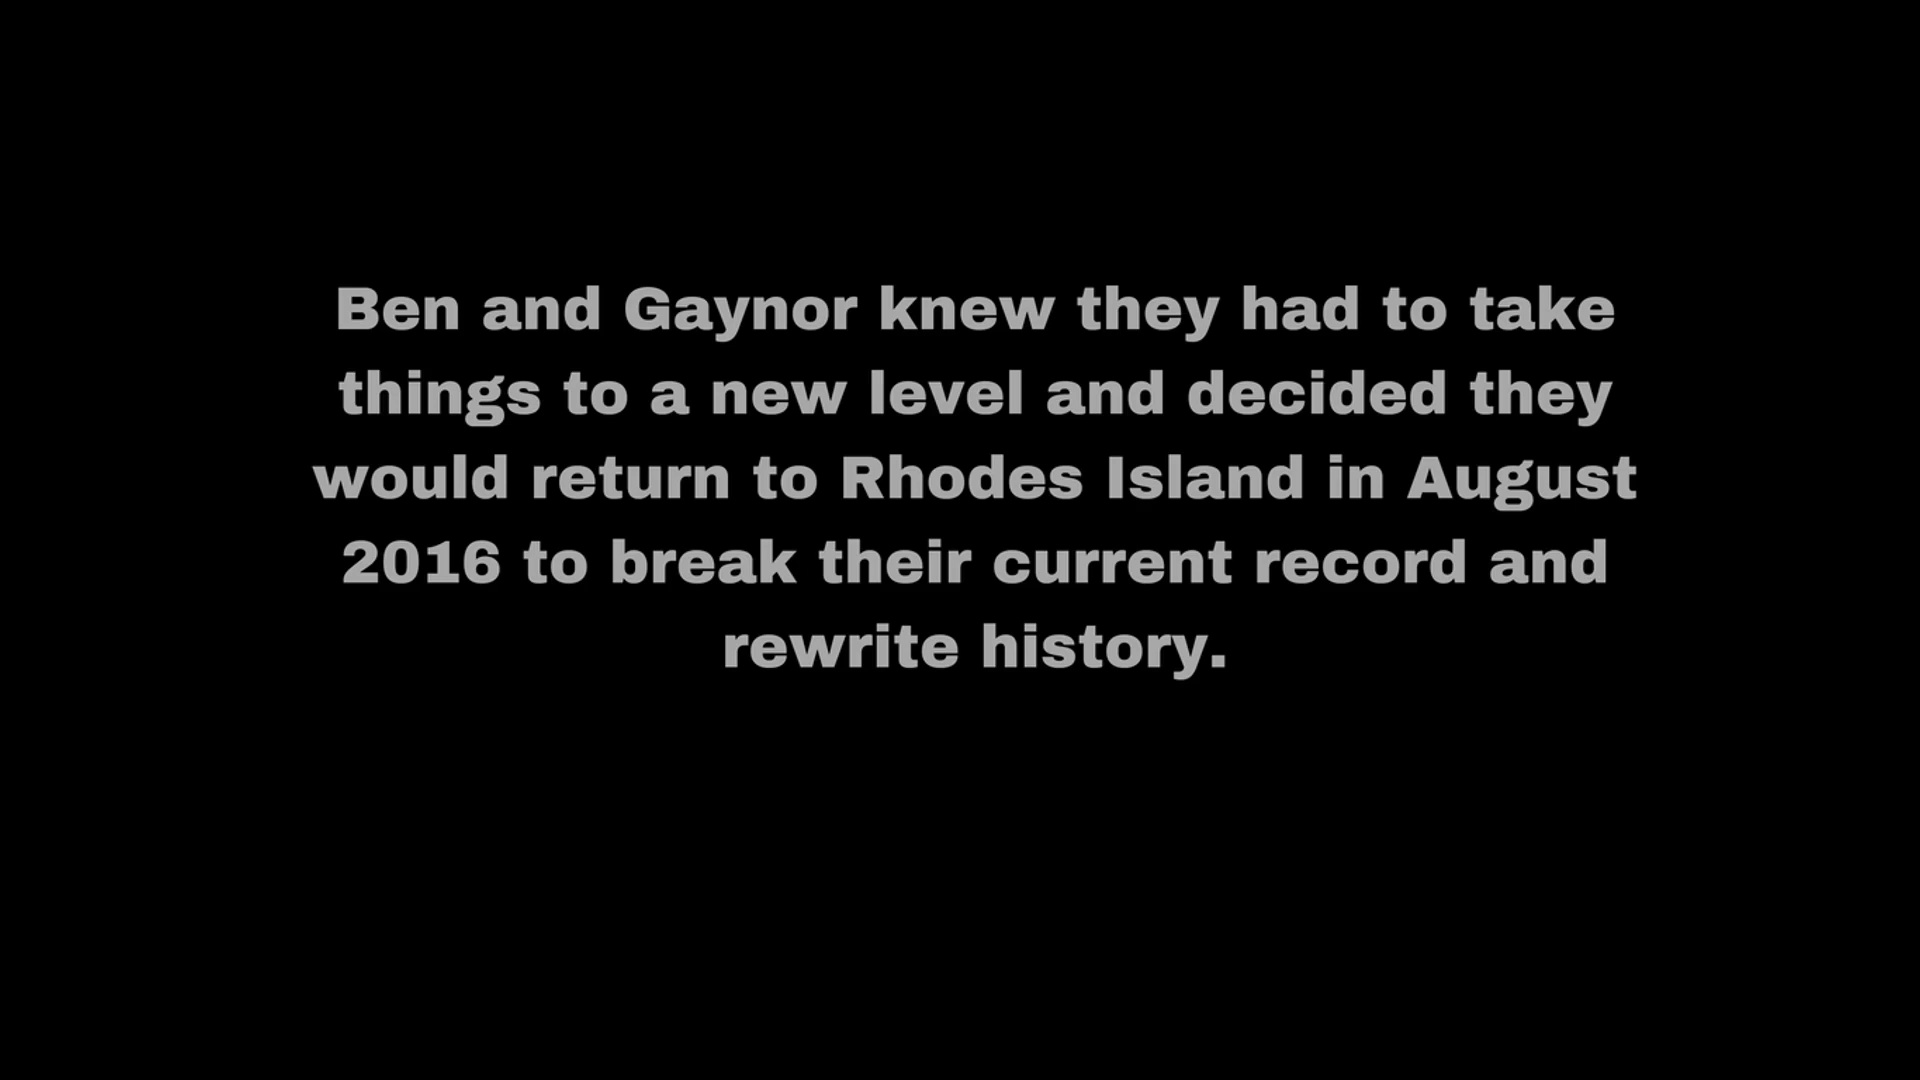 Ben and Gaynor knew they had to take
things to a new level and decided they
would return to Rhodes Island in August
2016 to break their current record and
rewrite history.